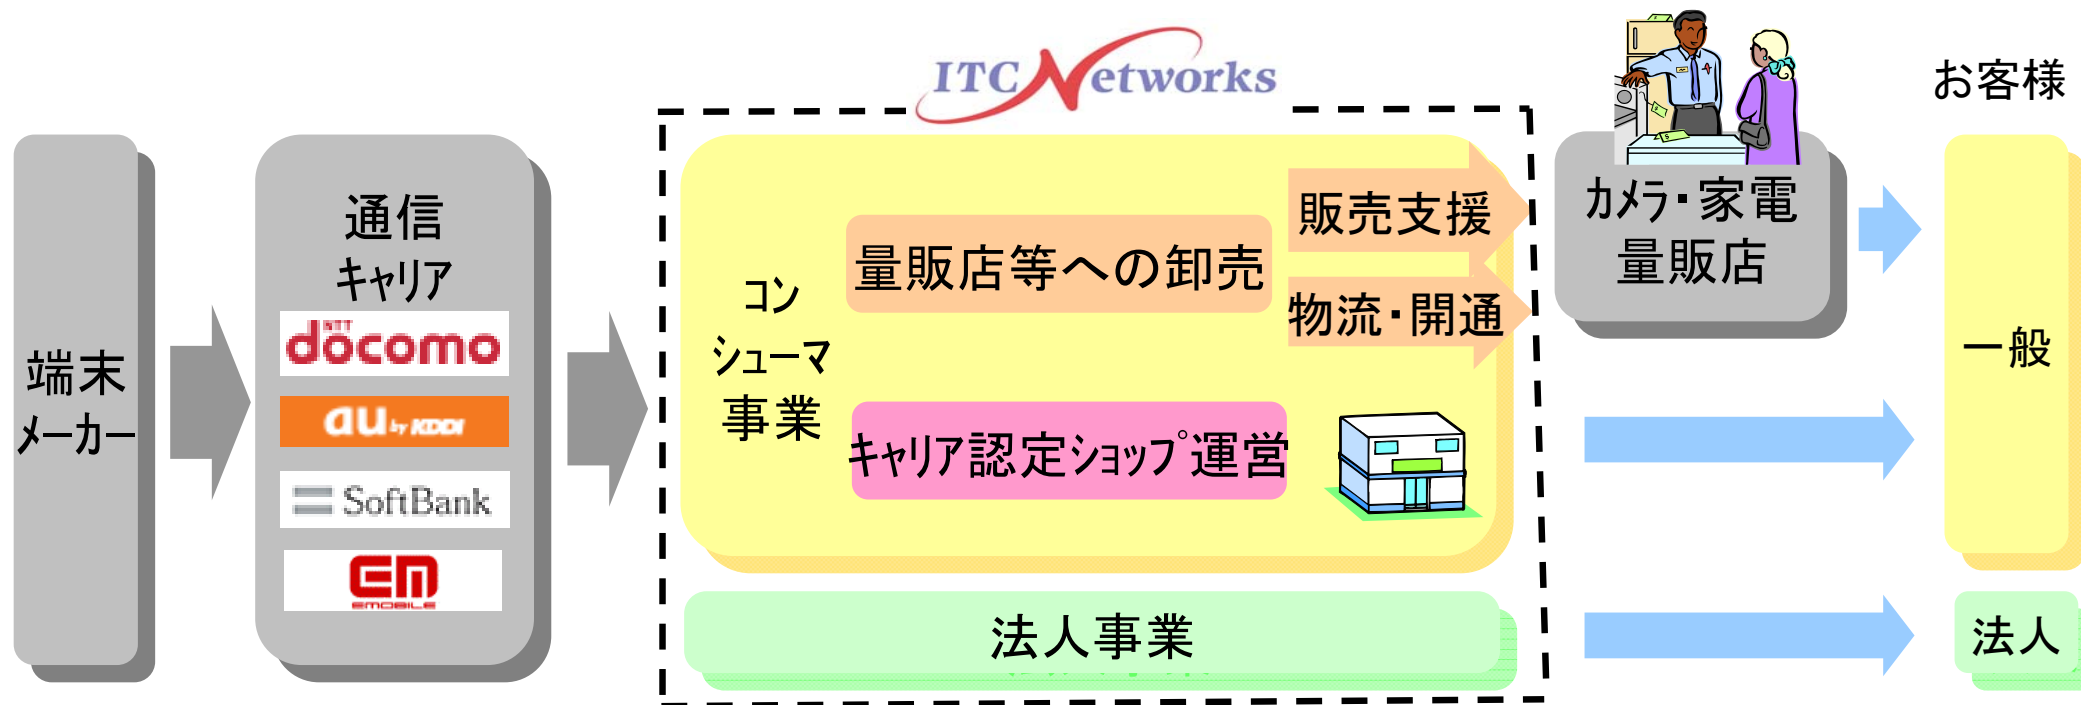 ITC Networks
お客様
端末
メーカー
通信
キャリア
NTT
docomo
au by KDDI
SoftBank
EM
EMOBILE
コン
シューマ
事業
量販店等への卸売
販売支援
物流・開通
キャリア認定ショップ運営
法人事業
カメラ・家電
量販店
一般
法人